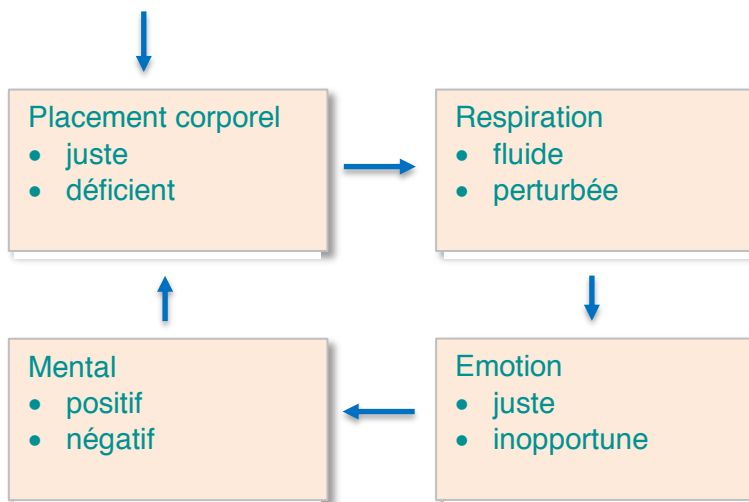 Placement corporel
• juste
• déficient
Respiration
• fluide
• perturbée
Mental
• positif
• négatif
Emotion
• juste
• inopportune